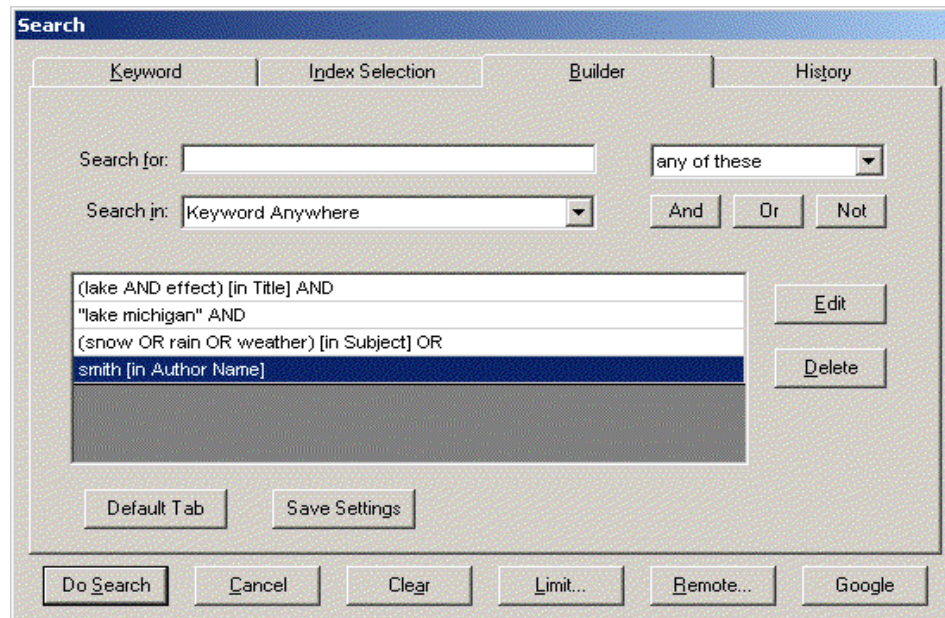 Search
Keyword Index Selection Builder History
Search for: any of these
Search in: Keyword Anywhere And Or Not
(lake AND effect) [in Title] AND
"lake michigan" AND
(snow OR rain OR weather) [in Subject] OR
smith [in Author Name]
Edit
Delete
Default Tab Save Settings
Do Search Cancel Clear Limit... Remote... Google